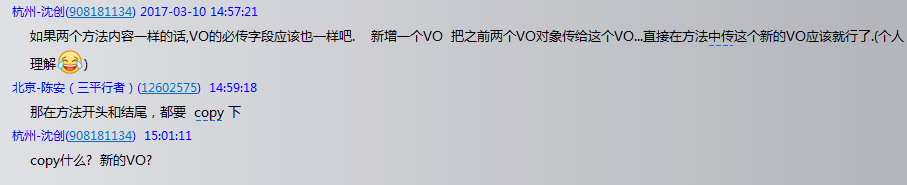 杭州-沈创(908181134) 2017-03-10 14:57:21
如果两个方法内容一样的话,VO的必传字段应该也一样吧. 新增一个VO 把之前两个VO对象传给这个VO...直接在方法中传这个新的VO应该就行了.(个人
理解😂)
北京-陈安(三平行者)(12602575) 14:59:18
那在方法开头和结尾，都要 copy 下
杭州-沈创(908181134) 15:01:11
copy什么? 新的VO?